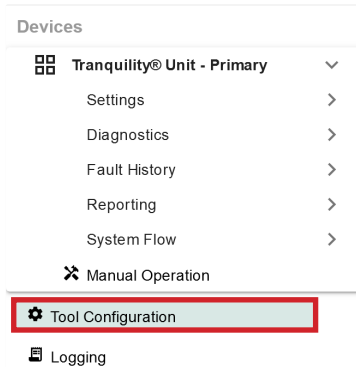 Devices
Tranquility® Unit - Primary
Settings
Diagnostics
Fault History
Reporting
System Flow
Manual Operation
Tool Configuration
Logging